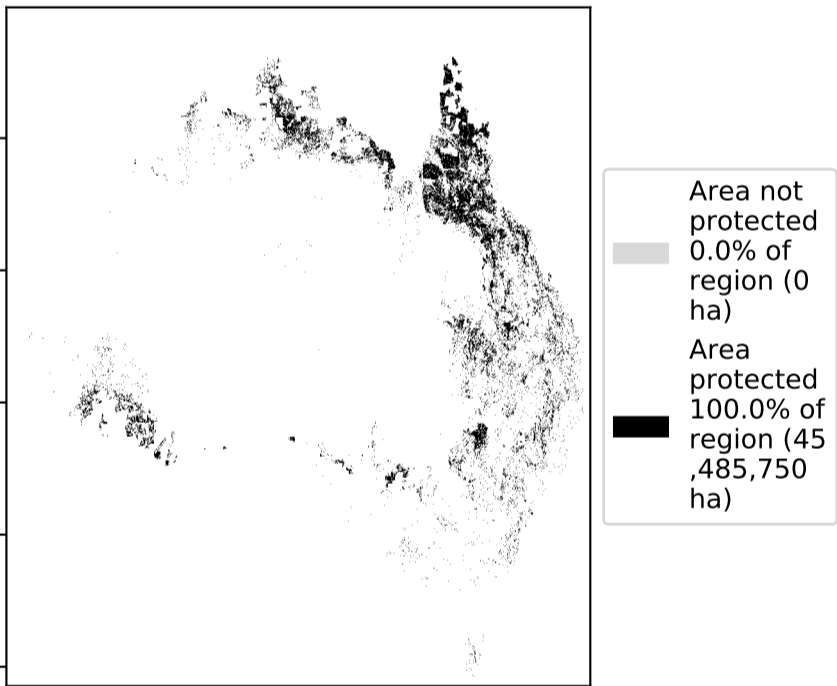 Area not
protected
0.0% of
region (0
ha)
Area
protected
100.0% of
region (45
,485,750
ha)